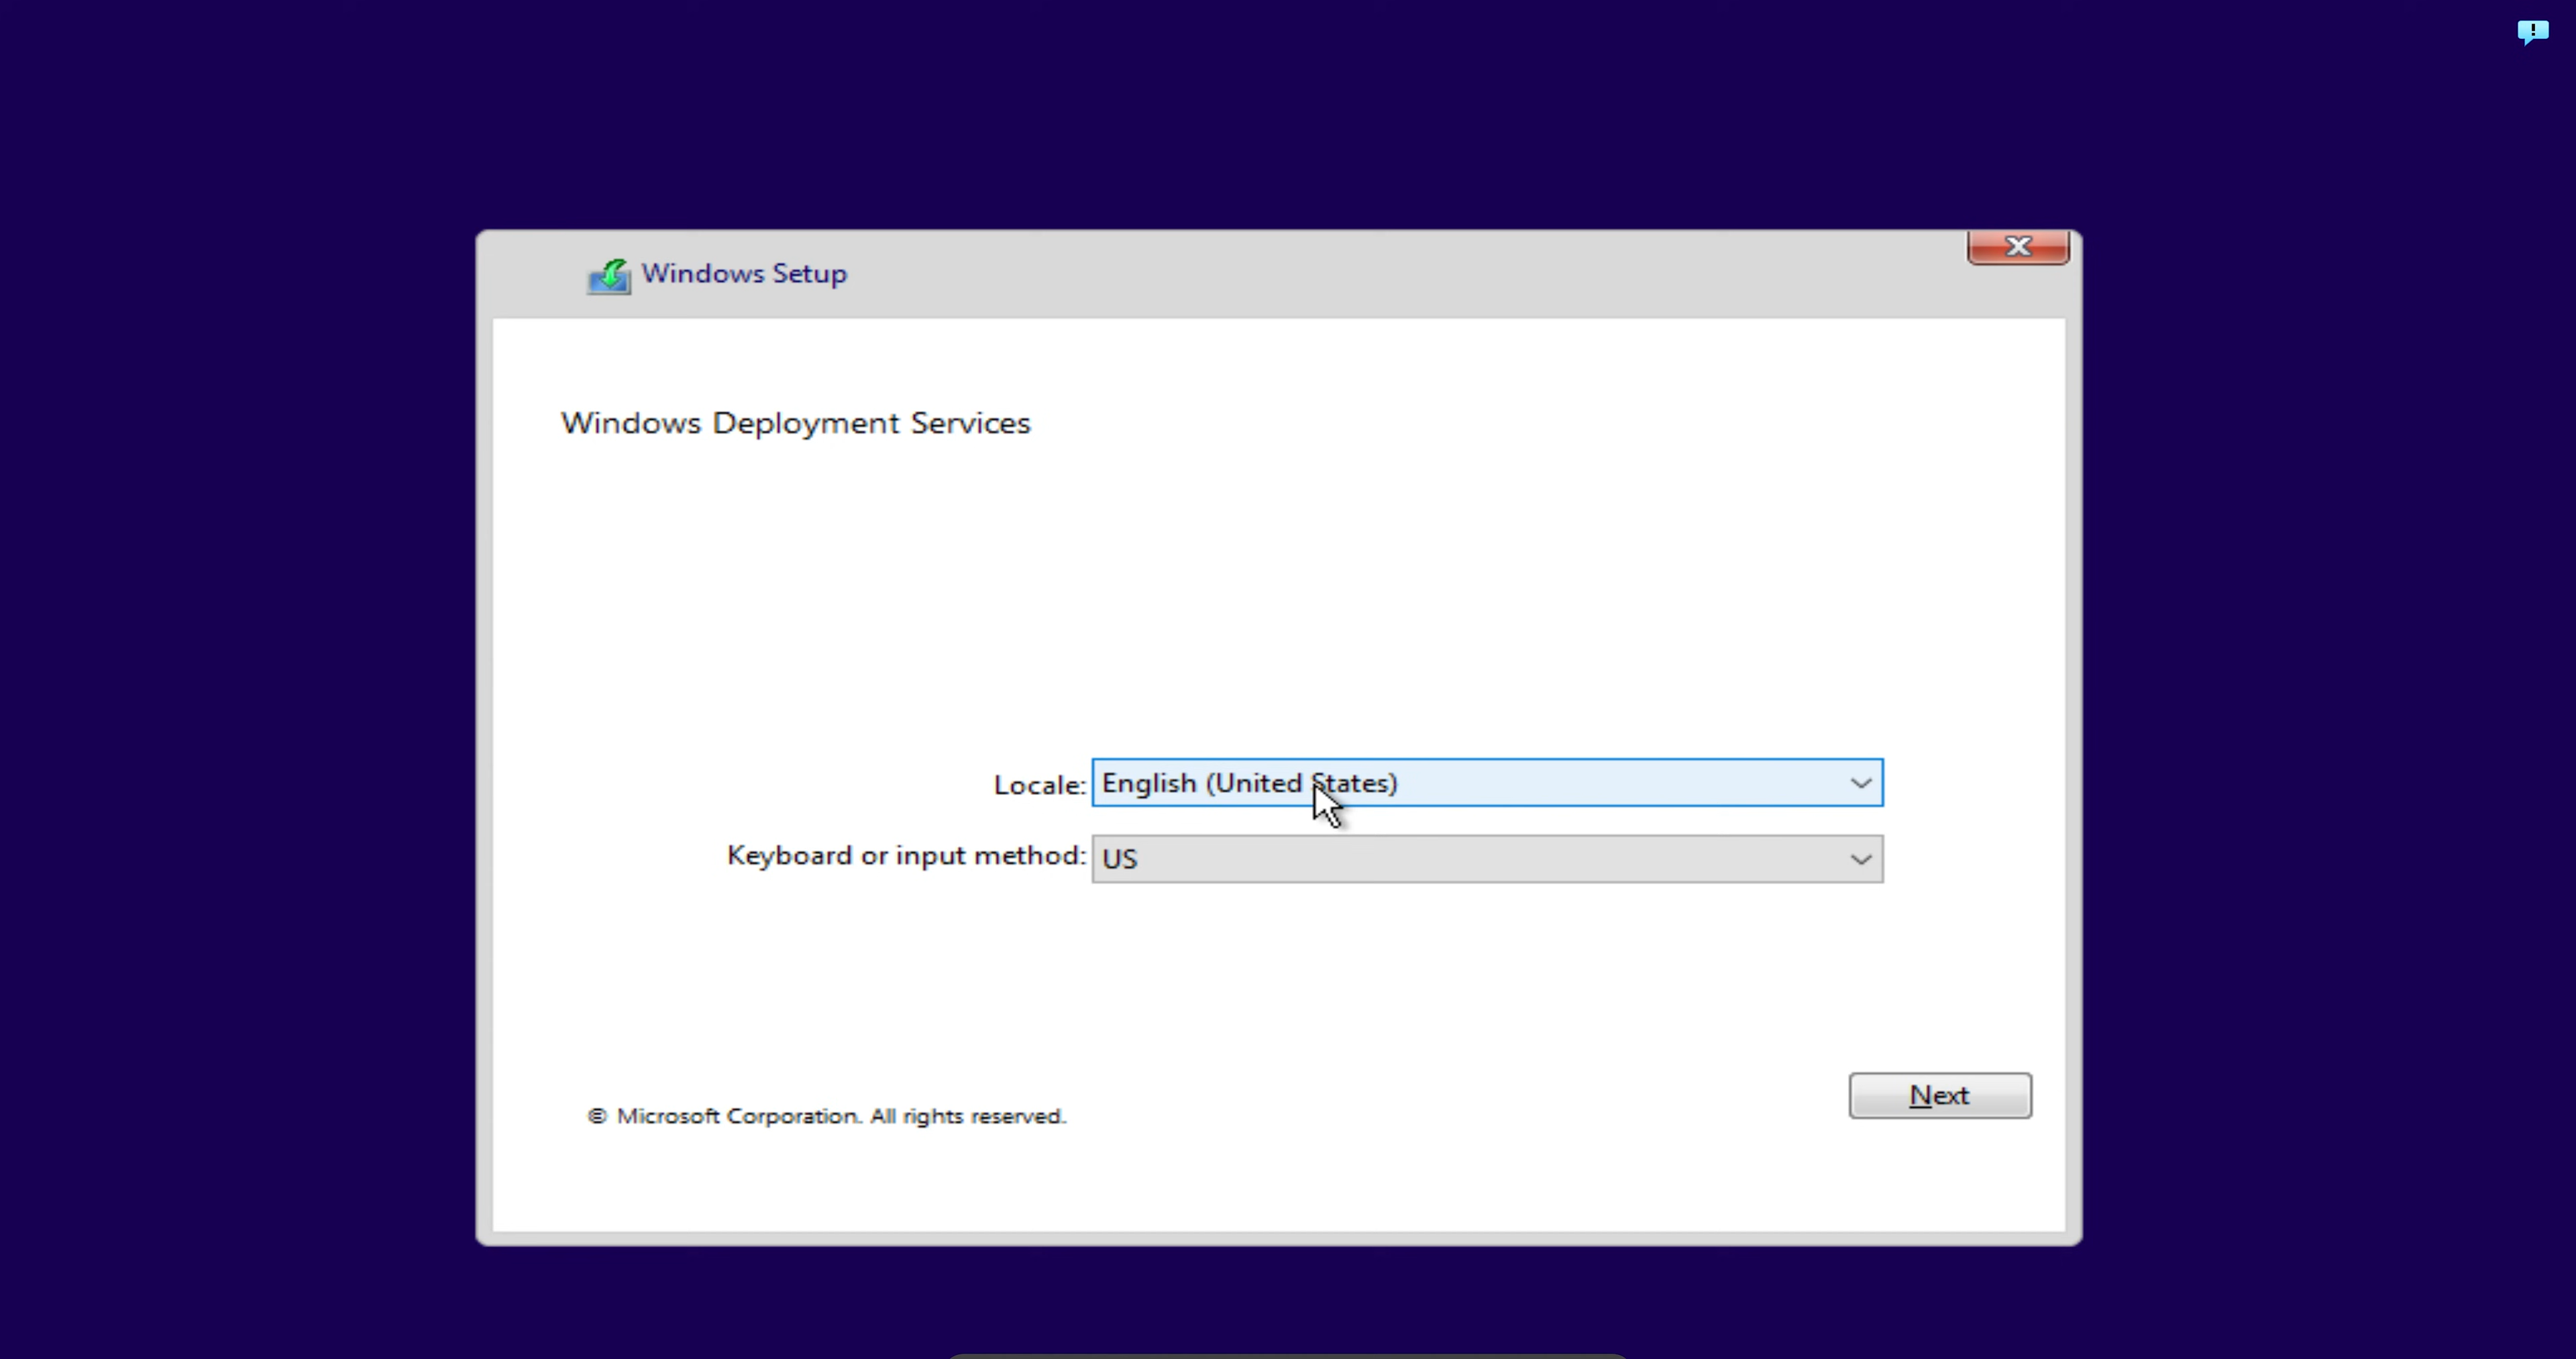 Windows Setup
Windows Deployment Services
Locale: English (United States)
Keyboard or input method: US
Next
© Microsoft Corporation. All rights reserved.